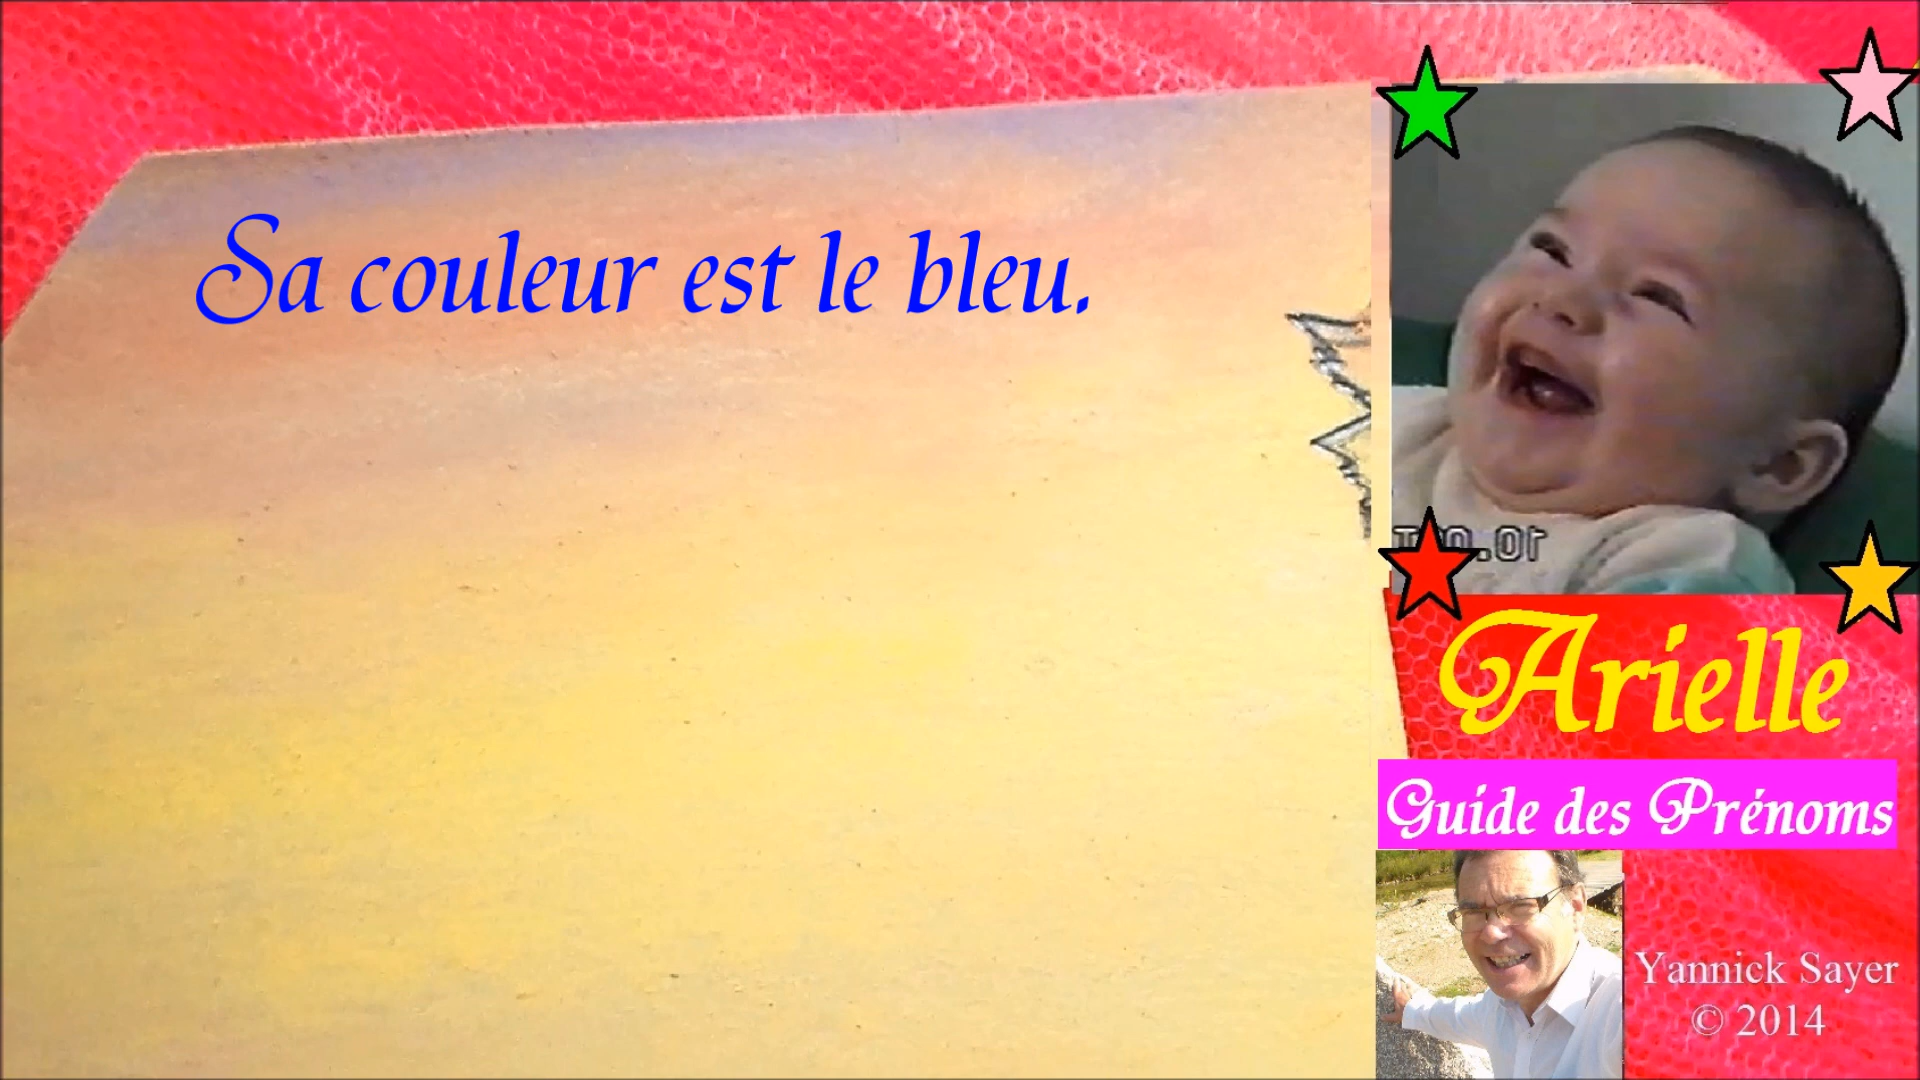 Sa couleur est le bleu.
Arielle
Guide des Prénoms
Yannick Sayer
© 2014